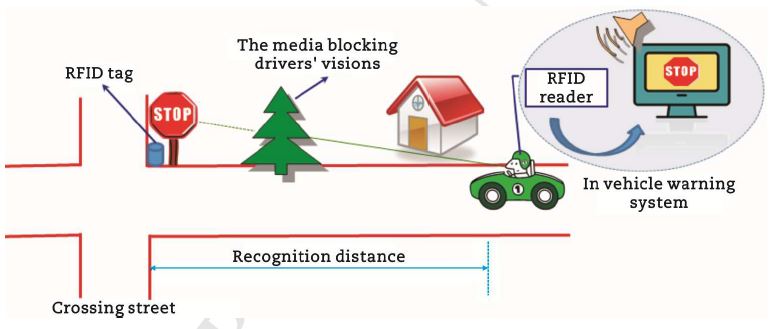 The media blocking
drivers' visions
RFID tag
STOP
RFID
reader
STOP
1
In vehicle warning
system
Recognition distance
Crossing street